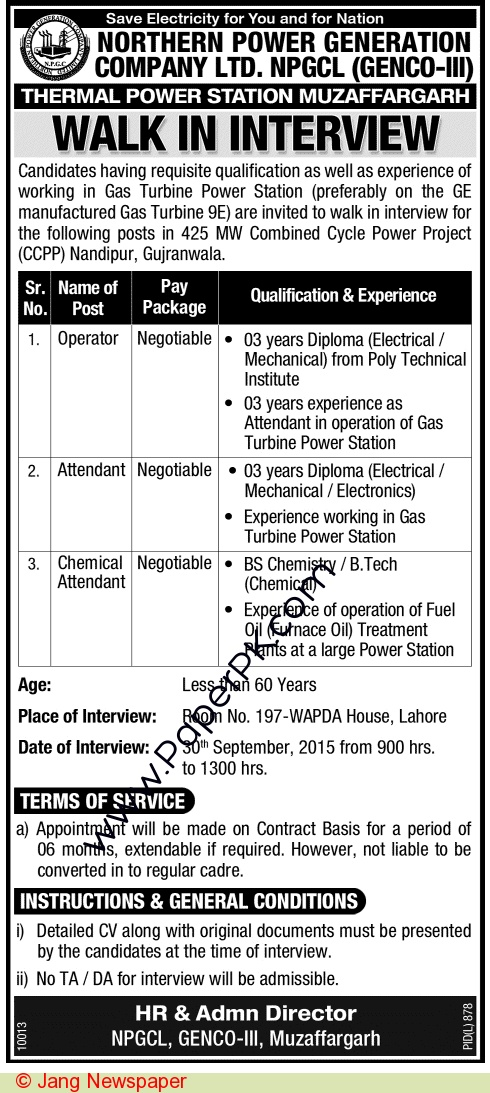 Save Electricity for You and for Nation
N.P.G.C
NORTHERN POWER GENERATION
COMPANY LTD. NPGCL (GENCO-III)
THERMAL POWER STATION MUZAFFARGARH
WALK IN INTERVIEW
Candidates having requisite qualification as well as experience of
working in Gas Turbine Power Station (preferably on the GE
manufactured Gas Turbine 9E) are invited to walk in interview for
the following posts in 425 MW Combined Cycle Power Project
(CCPP) Nandipur, Gujranwala.
Sr. No. Name of Post Pay Package Qualification & Experience
1. Operator Negotiable • 03 years Diploma (Electrical /
Mechanical) from Poly Technical
Institute
• 03 years experience as
Attendant in operation of Gas
Turbine Power Station
2. Attendant Negotiable • 03 years Diploma (Electrical /
Mechanical / Electronics)
• Experience working in Gas
Turbine Power Station
3. Chemical Attendant Negotiable • BS Chemistry / B.Tech
(Chemical)
• Experience of operation of Fuel
Oil (Furnace Oil) Treatment
Plants at a large Power Station
Age: Less than 60 Years
Place of Interview: Room No. 197-WAPDA House, Lahore
Date of Interview: 30th September, 2015 from 900 hrs.
to 1300 hrs.
TERMS OF SERVICE
a) Appointment will be made on Contract Basis for a period of
06 months, extendable if required. However, not liable to be
converted in to regular cadre.
INSTRUCTIONS & GENERAL CONDITIONS
i) Detailed CV along with original documents must be presented
by the candidates at the time of interview.
ii) No TA / DA for interview will be admissible.
HR & Admn Director
NPGCL, GENCO-III, Muzaffargarh
10013
PID(L) 878
www.PaperPK.com
© Jang Newspaper